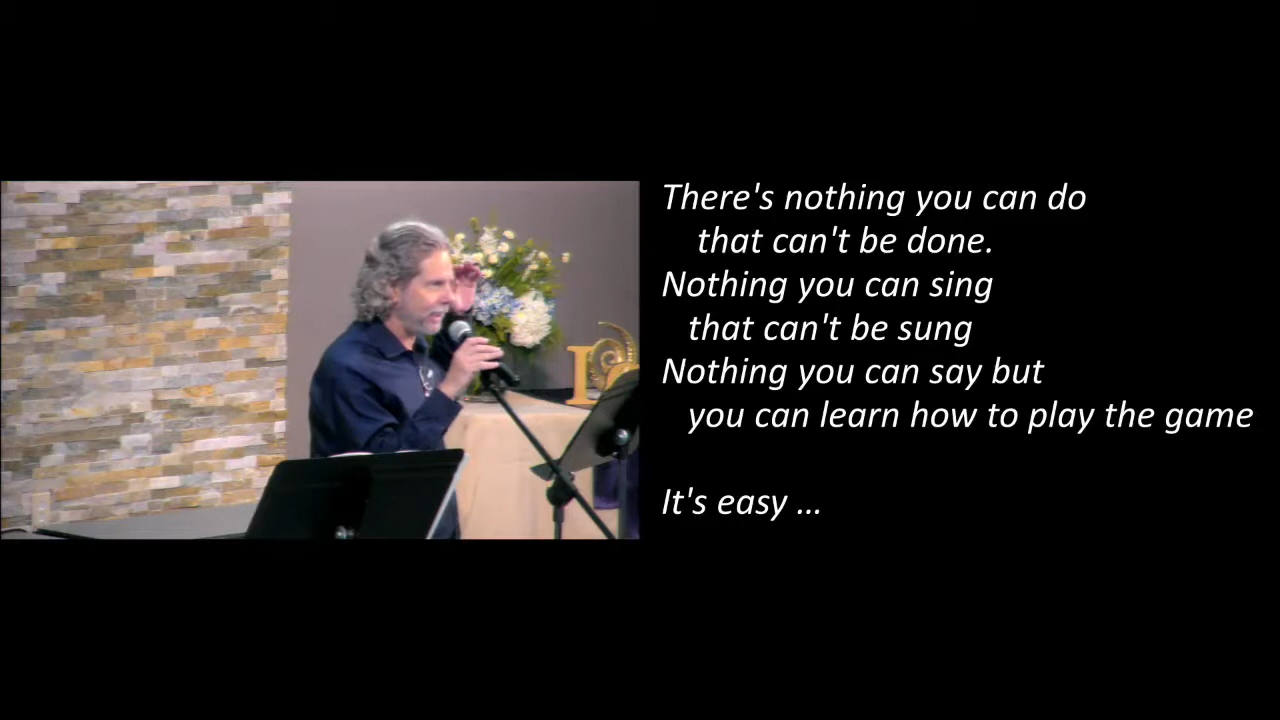 There's nothing you can do
that can't be done.
Nothing you can sing
that can't be sung
Nothing you can say but
you can learn how to play the game
It's easy ...